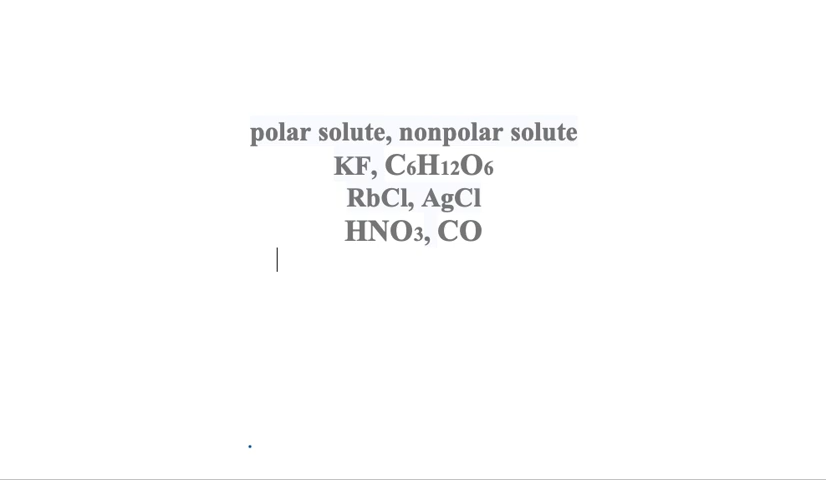 polar solute, nonpolar solute
KF, C6H12O6
RbCl, AgCl
HNO3, CO